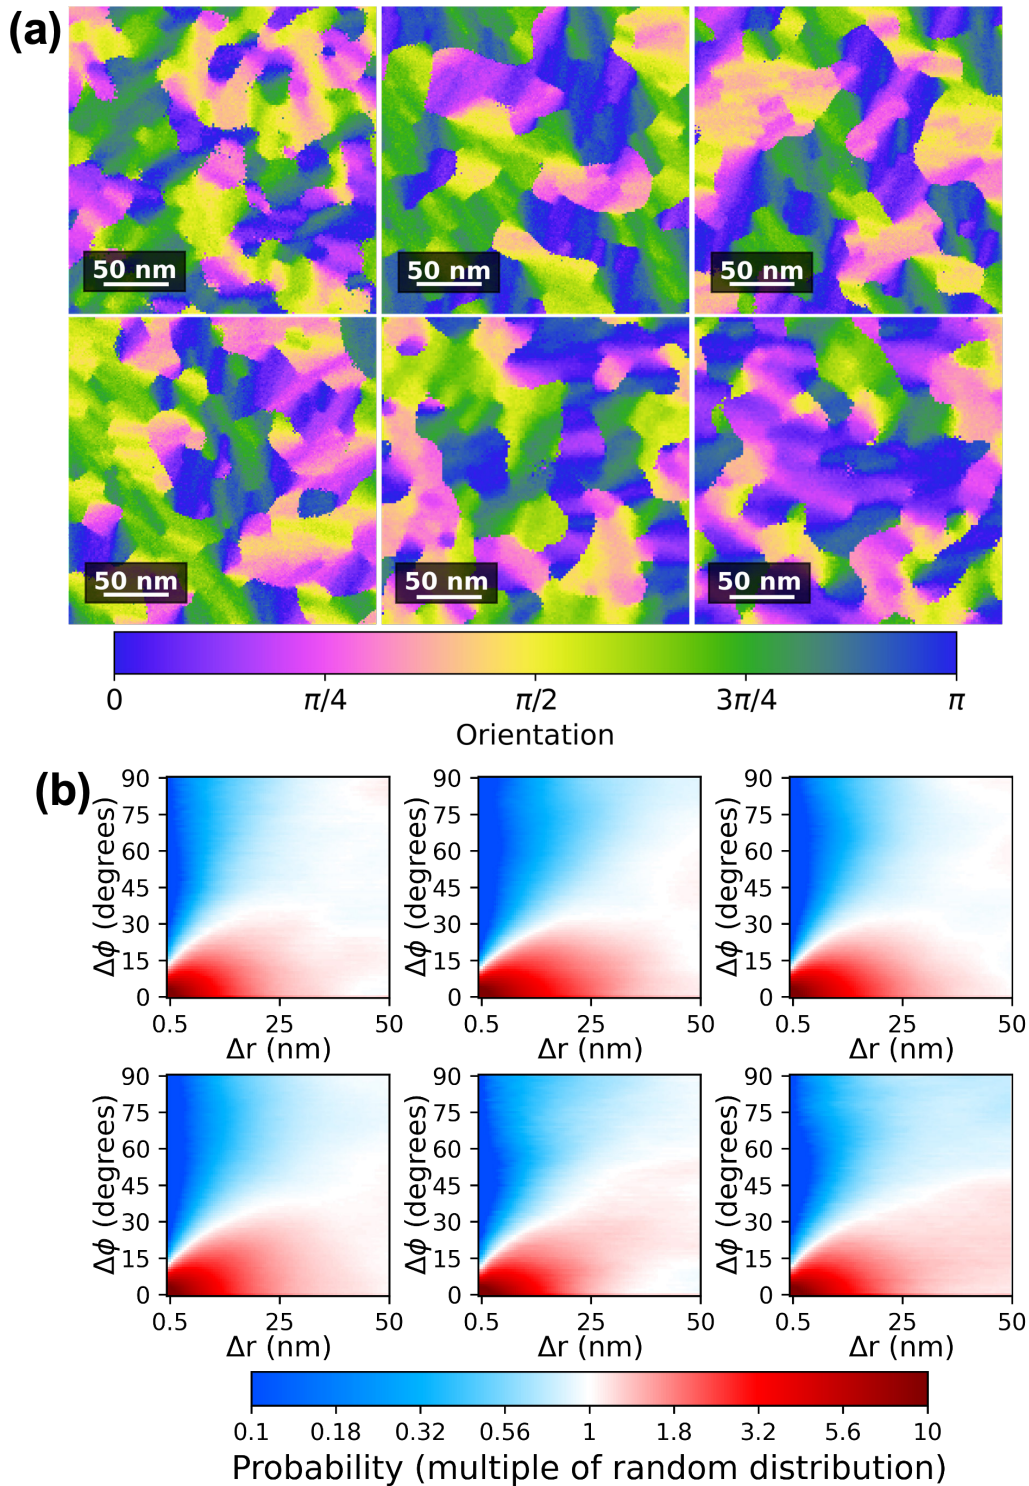 (a)
50 nm 50 nm 50 nm
50 nm 50 nm 50 nm
0 π/4 π/2 3π/4 π
Orientation
(b)
Δϕ (degrees)
90
75
60
45
30
15
0
0.5 25 50
Δr (nm)
Δϕ (degrees)
90
75
60
45
30
15
0
0.5 25 50
Δr (nm)
Δϕ (degrees)
90
75
60
45
30
15
0
0.5 25 50
Δr (nm)
Δϕ (degrees)
90
75
60
45
30
15
0
0.5 25 50
Δr (nm)
Δϕ (degrees)
90
75
60
45
30
15
0
0.5 25 50
Δr (nm)
Δϕ (degrees)
90
75
60
45
30
15
0
0.5 25 50
Δr (nm)
0.1 0.18 0.32 0.56 1 1.8 3.2 5.6 10
Probability (multiple of random distribution)